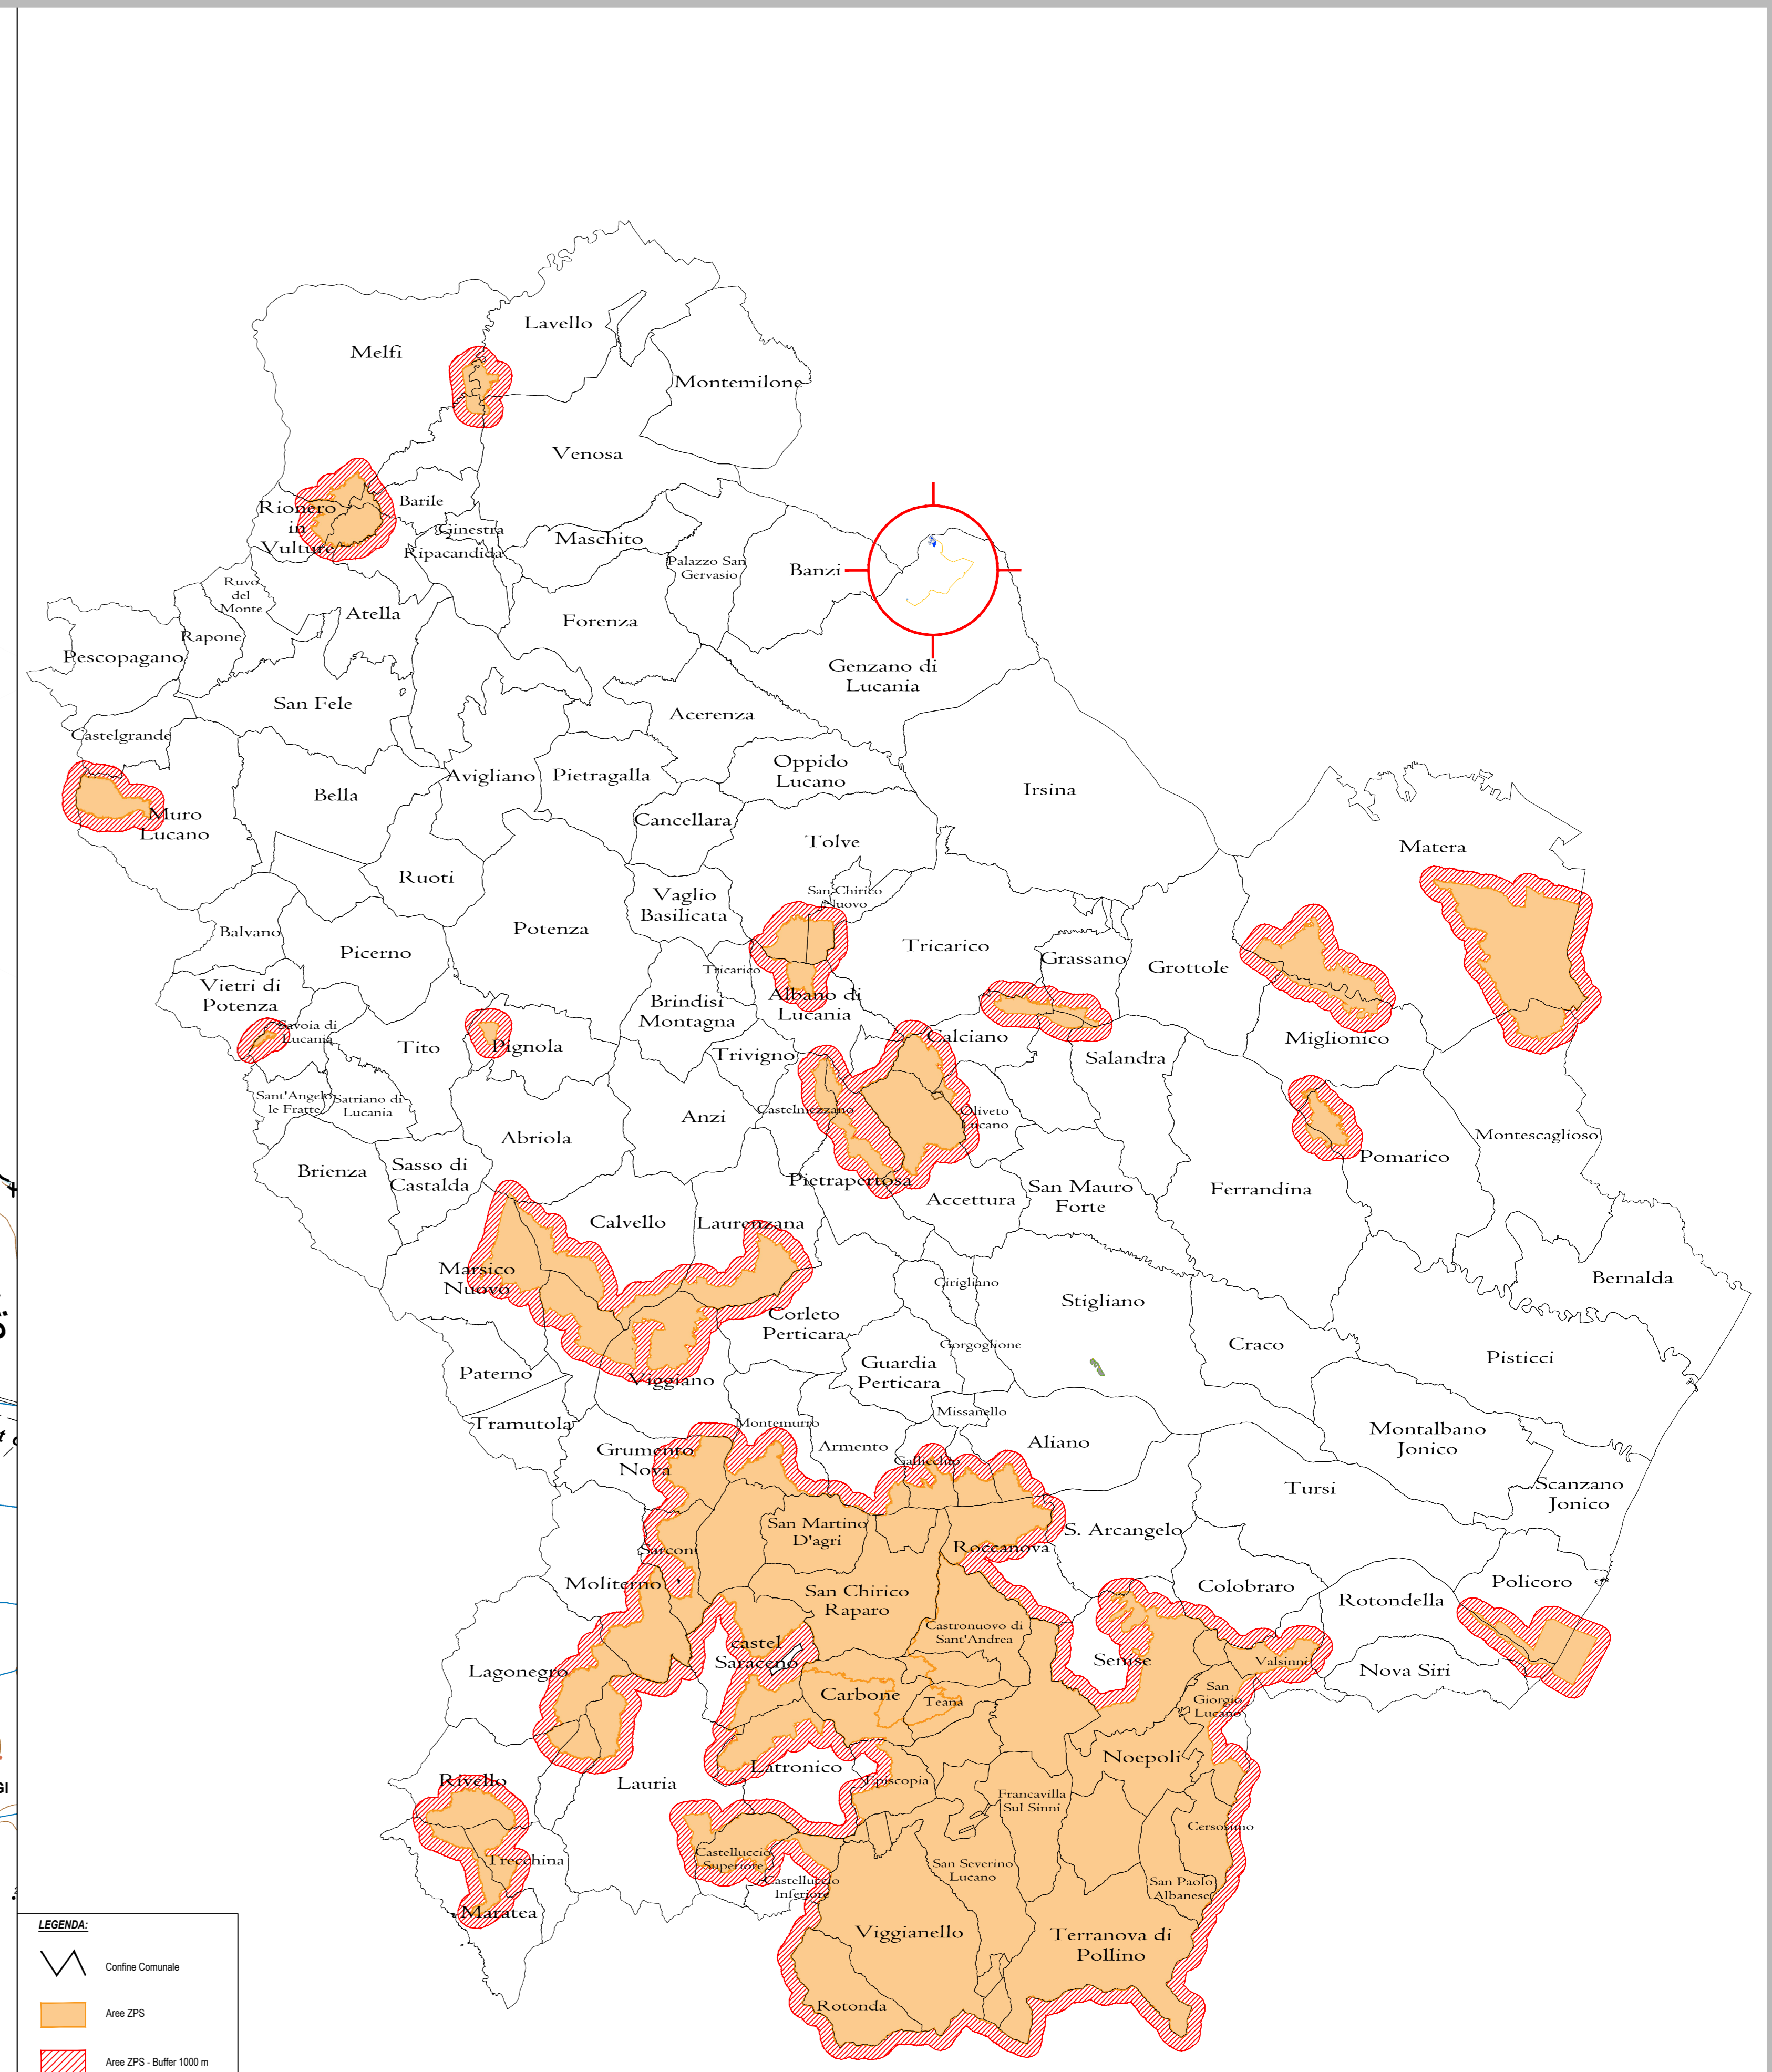 Lavello
Melfi
Montemilone
Venosa
Barile
Rionero
in
Vulture
Ginestra
Maschito
Ripacandida
Palazzo San
Gervasio
Banzi
Ruvo
del
Monte
Atella
Forenza
Rapone
Pescopagano
Genzano di
Lucania
San Fele
Acerenza
Castelgrande
Oppido
Lucano
Avigliano
Pietragalla
Irsina
Bella
Muro
Lucano
Cancellara
Tolve
Matera
Ruoti
San Chirico
Nuovo
Vaglio
Basilicata
Potenza
Balvano
Picerno
Tricarico
Grassano
Grottole
Tricarico
Vietri di
Potenza
Albano di
Lucania
Brindisi
Montagna
Savoia di
Lucania
Tito
Pignola
Calciano
Miglionico
Trivigno
Salandra
Sant'Angelo
le Fratte
Satriano di
Lucania
Castelmezzano
Oliveto
Lucano
Anzi
Abriola
Montescaglioso
Pomarico
Brienza
Sasso di
Castalda
Pietrapertosa
Accettura
San Mauro
Forte
Ferrandina
Calvello
Laurenzana
Marsico
Nuovo
Cirigliano
Bernalda
Stigliano
Corleto
Perticara
Gorgoglione
Craco
Pisticci
Guardia
Perticara
Paterno
Viggiano
Missanello
Tramutola
Montemurro
Montalbano
Jonico
Armento
Aliano
Grumento
Nova
Gallicchio
Tursi
Scanzano
Jonico
San Martino
D'agri
S. Arcangelo
Sarconi
Roccanova
Moliterno
San Chirico
Raparo
Colobraro
Policoro
Rotondella
Castronuovo di
Sant'Andrea
castel
Saraceno
Senise
Valsinni
Lagonegro
Nova Siri
Carbone
Teana
San
Giorgio
Lucano
Noepoli
Latronico
Rivello
Lauria
Episcopia
Francavilla
Sul Sinni
Cersosimo
Castelluccio
Superiore
Trecchina
San Severino
Lucano
Castelluccio
Inferiore
San Paolo
Albanese
Maratea
Viggianello
Terranova di
Pollino
Rotonda
GI
LEGENDA:
Confine Comunale
Aree ZPS
Aree ZPS - Buffer 1000 m